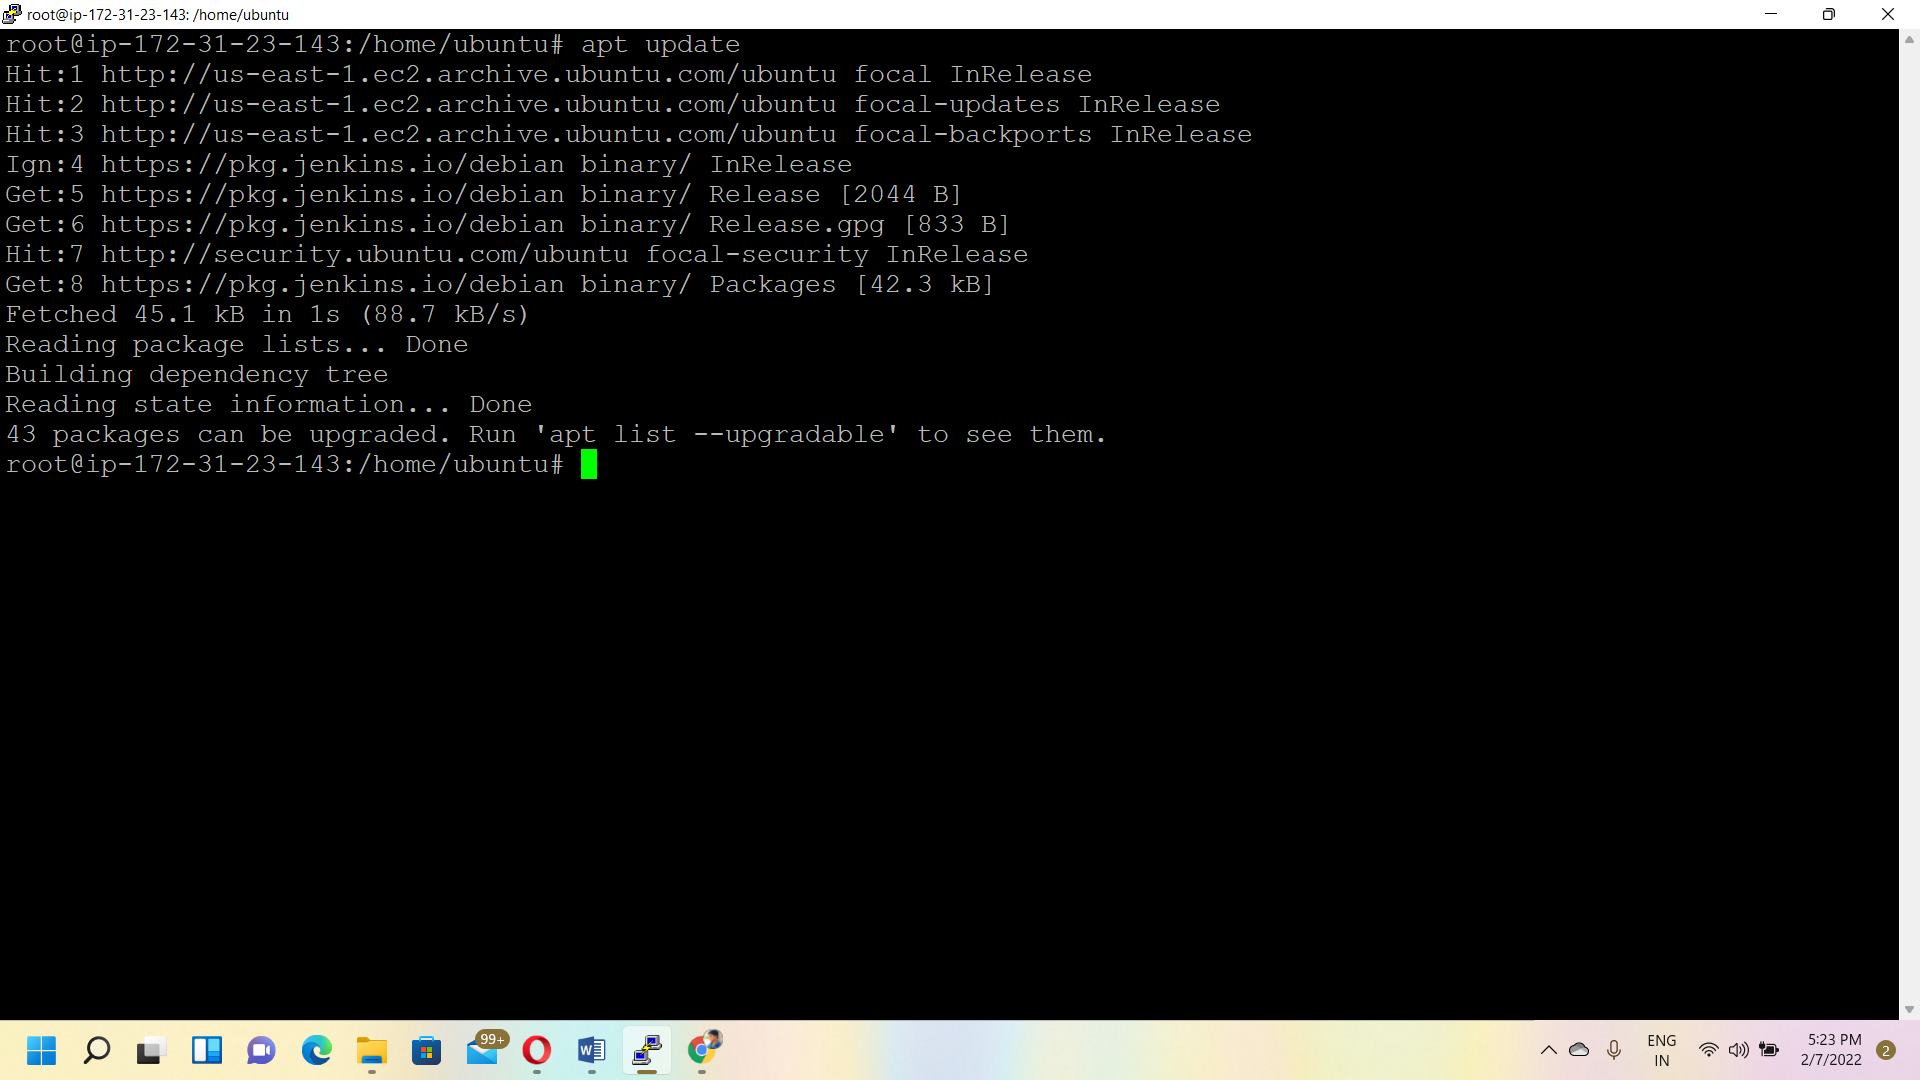 root@ip-172-31-23-143: /home/ubuntu
root@ip-172-31-23-143:/home/ubuntu# apt update
Hit:1 http://us-east-1.ec2.archive.ubuntu.com/ubuntu focal InRelease
Hit:2 http://us-east-1.ec2.archive.ubuntu.com/ubuntu focal-updates InRelease
Hit:3 http://us-east-1.ec2.archive.ubuntu.com/ubuntu focal-backports InRelease
Ign:4 https://pkg.jenkins.io/debian binary/ InRelease
Get:5 https://pkg.jenkins.io/debian binary/ Release [2044 B]
Get:6 https://pkg.jenkins.io/debian binary/ Release.gpg [833 B]
Hit:7 http://security.ubuntu.com/ubuntu focal-security InRelease
Get:8 https://pkg.jenkins.io/debian binary/ Packages [42.3 kB]
Fetched 45.1 kB in 1s (88.7 kB/s)
Reading package lists... Done
Building dependency tree
Reading state information... Done
43 packages can be upgraded. Run 'apt list --upgradable' to see them.
root@ip-172-31-23-143:/home/ubuntu#
99+
ENG
IN
5:23 PM
2/7/2022
2